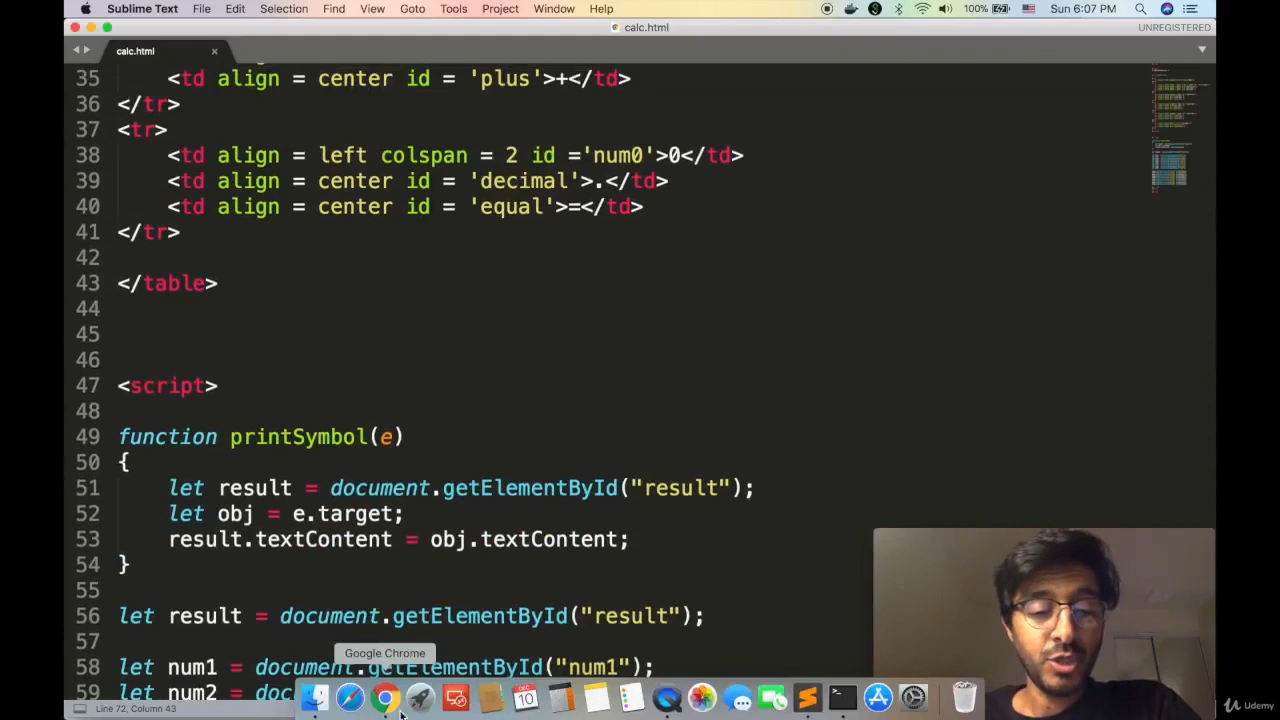 Sublime Text File Edit Selection Find View Goto Tools Project Window Help 100% Sun 6:07 PM
calc.html UNREGISTERED
calc.html ×
35 <td align = center id = 'plus'>+</td>
36 </tr>
37 <tr>
38 <td align = left colspan = 2 id ='num0'>0</td>
39 <td align = center id = 'decimal'>.</td>
40 <td align = center id = 'equal'>=</td>
41 </tr>
42
43 </table>
44
45
46
47 <script>
48
49 function printSymbol(e)
50 {
51 let result = document.getElementById("result");
52 let obj = e.target;
53 result.textContent = obj.textContent;
54 }
55
56 let result = document.getElementById("result");
57
Google Chrome
58 let num1 = document.getElementById("num1");
59 let num2 = doc
DEC
10
Line 72, Column 43
Udemy